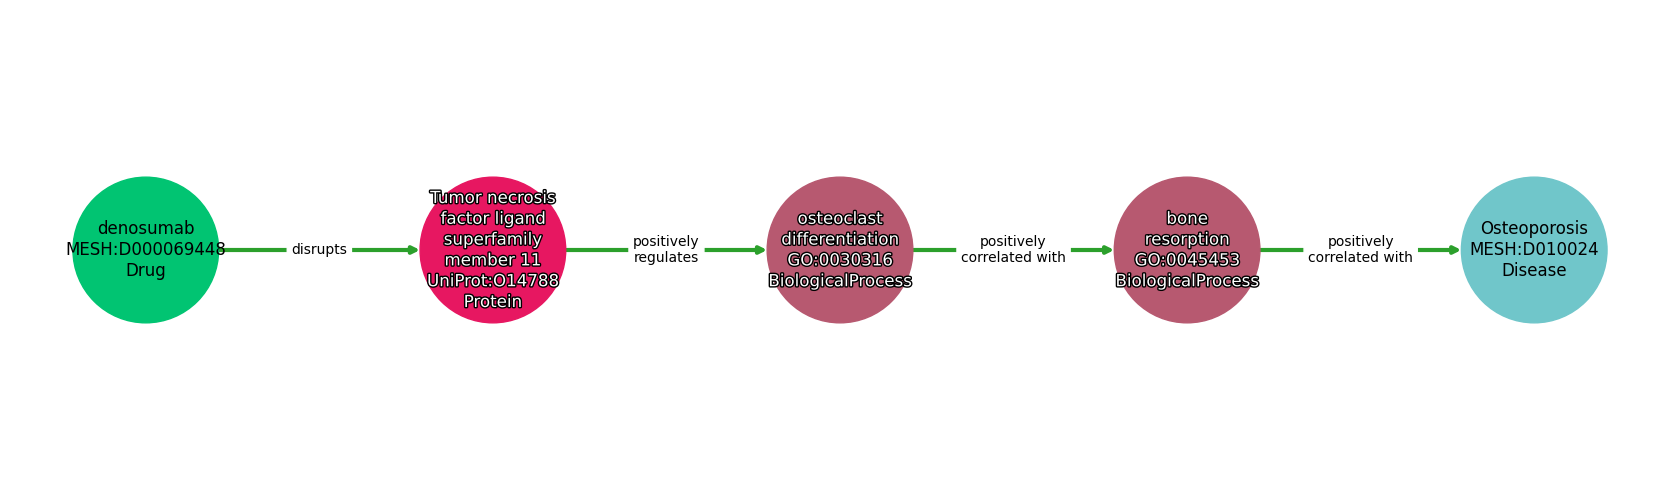 denosumab
MESH:D000069448
Drug
disrupts
Tumor necrosis
factor ligand
superfamily
member 11
UniProt:O14788
Protein
positively
regulates
osteoclast
differentiation
GO:0030316
BiologicalProcess
positively
correlated with
bone
resorption
GO:0045453
BiologicalProcess
positively
correlated with
Osteoporosis
MESH:D010024
Disease